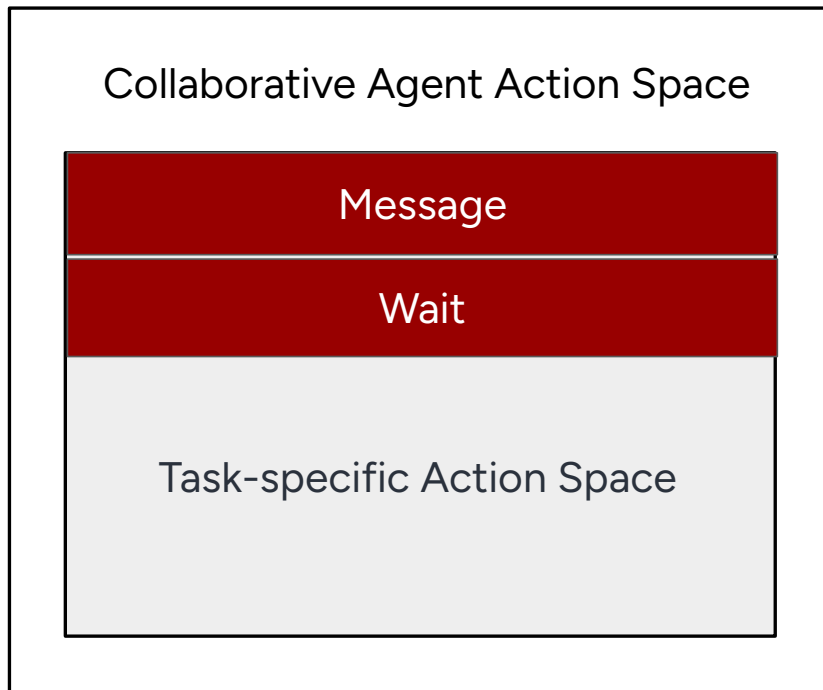 Collaborative Agent Action Space
Message
Wait
Task-specific Action Space